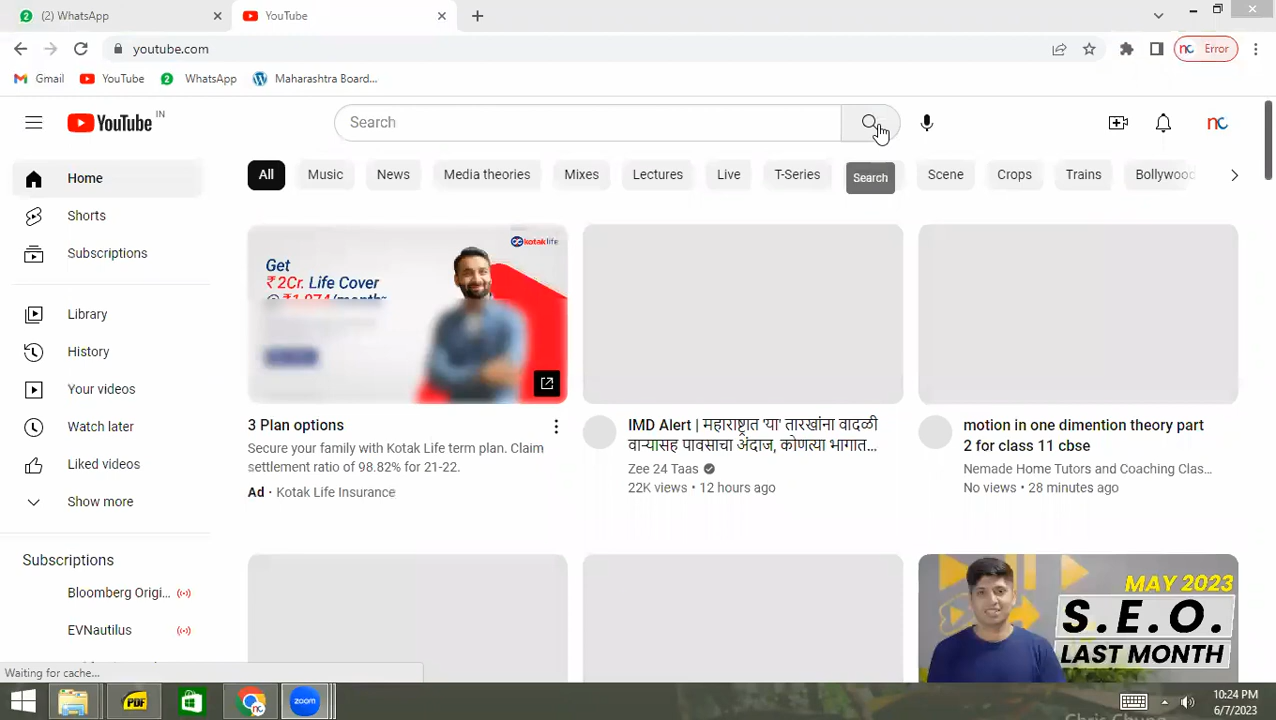 (2) WhatsApp
YouTube
youtube.com
nc Error
Gmail
YouTube
2 WhatsApp
Maharashtra Board...
YouTube IN
Search
nc
Home
Shorts
Subscriptions
Library
History
Your videos
Watch later
Liked videos
Show more
Subscriptions
Bloomberg Origi...
EVNautilus
All
Music
News
Media theories
Mixes
Lectures
Live
T-Series
Search
Scene
Crops
Trains
Bollywood
kotak life
Get
₹2Cr. Life Cover
3 Plan options
Secure your family with Kotak Life term plan. Claim
settlement ratio of 98.82% for 21-22.
Ad • Kotak Life Insurance
IMD Alert | महाराष्ट्रात 'या' तारखांना वादळी
वाऱ्यासह पावसाचा अंदाज, कोणत्या भागात...
Zee 24 Taas
22K views • 12 hours ago
motion in one dimention theory part
2 for class 11 cbse
Nemade Home Tutors and Coaching Clas...
No views • 28 minutes ago
MAY 2023
S.E.O.
LAST MONTH
Waiting for cache...
PDF
nc
zoom
10:24 PM
6/7/2023